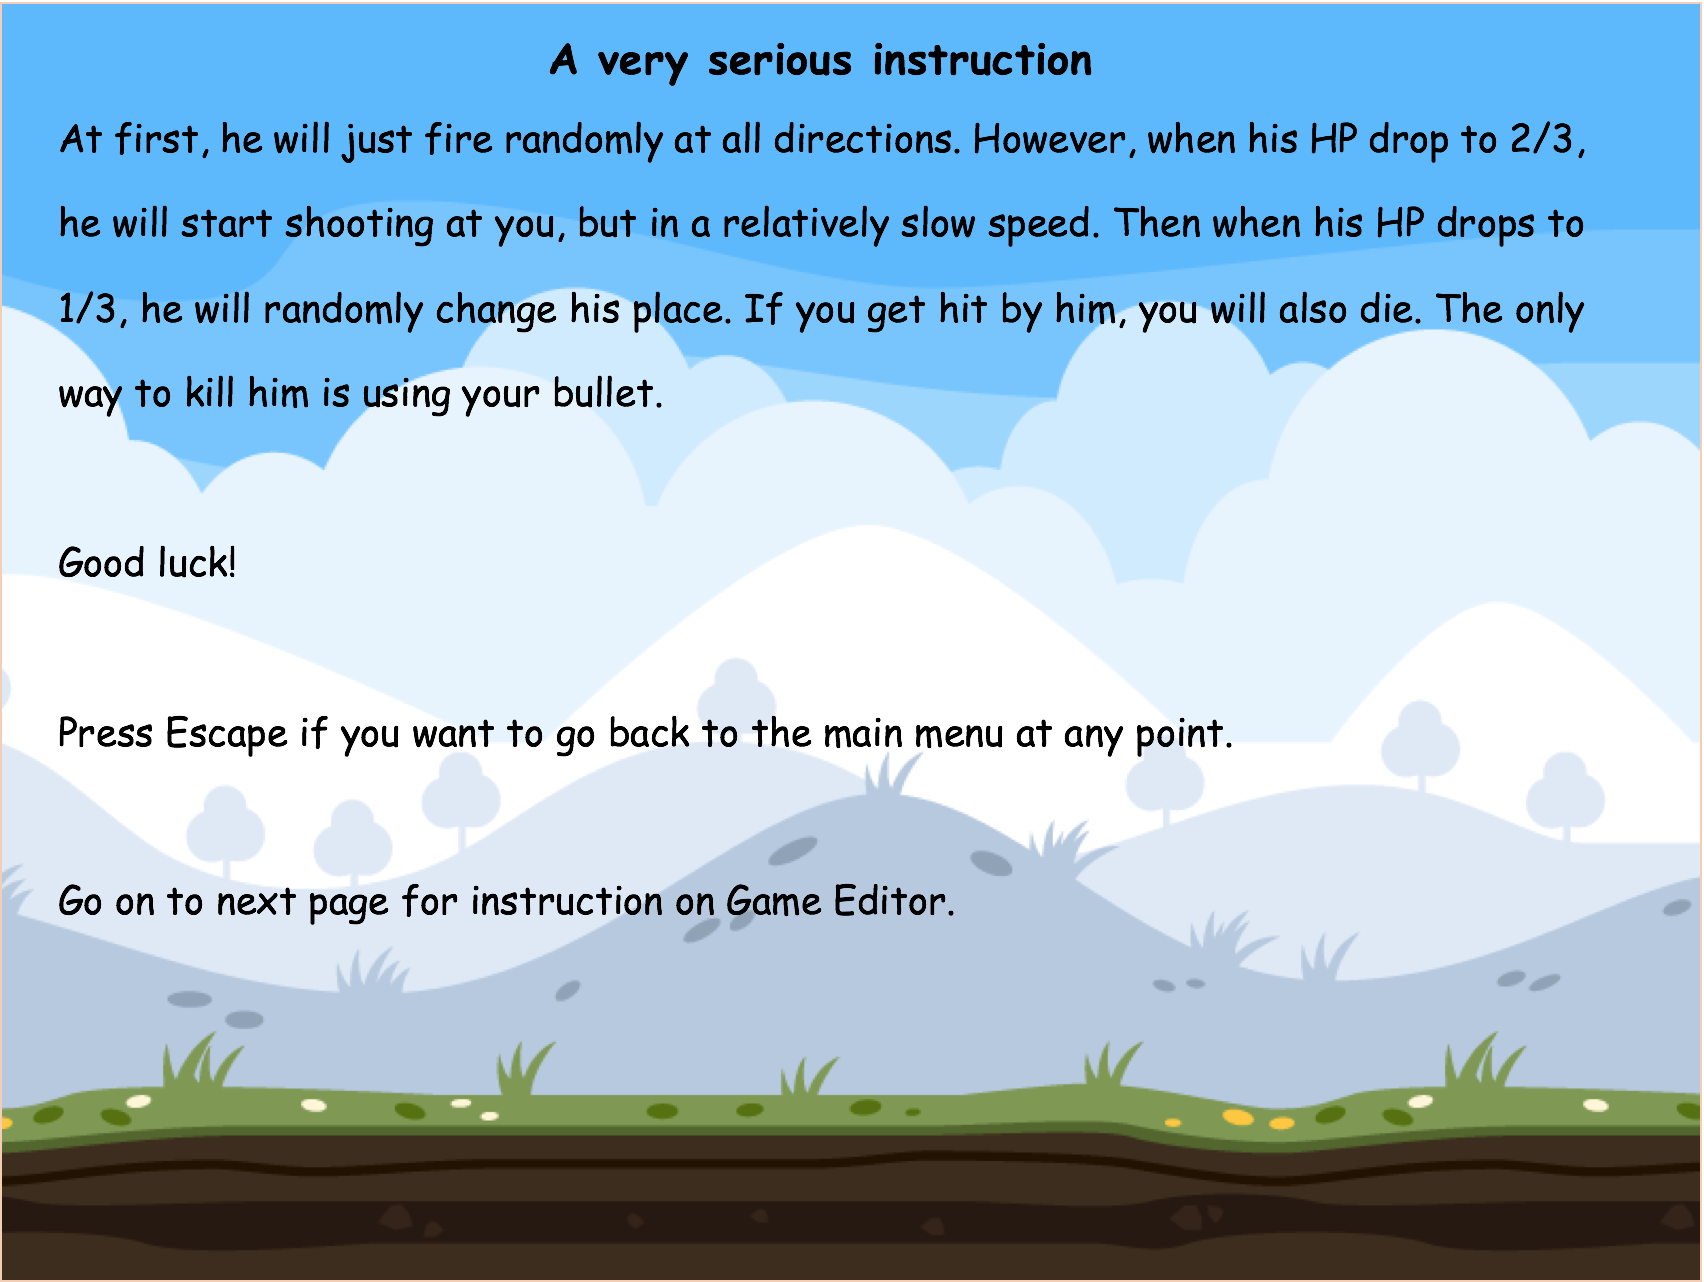 A very serious instruction
At first, he will just fire randomly at all directions. However, when his HP drop to 2/3,
he will start shooting at you, but in a relatively slow speed. Then when his HP drops to
1/3, he will randomly change his place. If you get hit by him, you will also die. The only
way to kill him is using your bullet.
Good luck!
Press Escape if you want to go back to the main menu at any point.
Go on to next page for instruction on Game Editor.